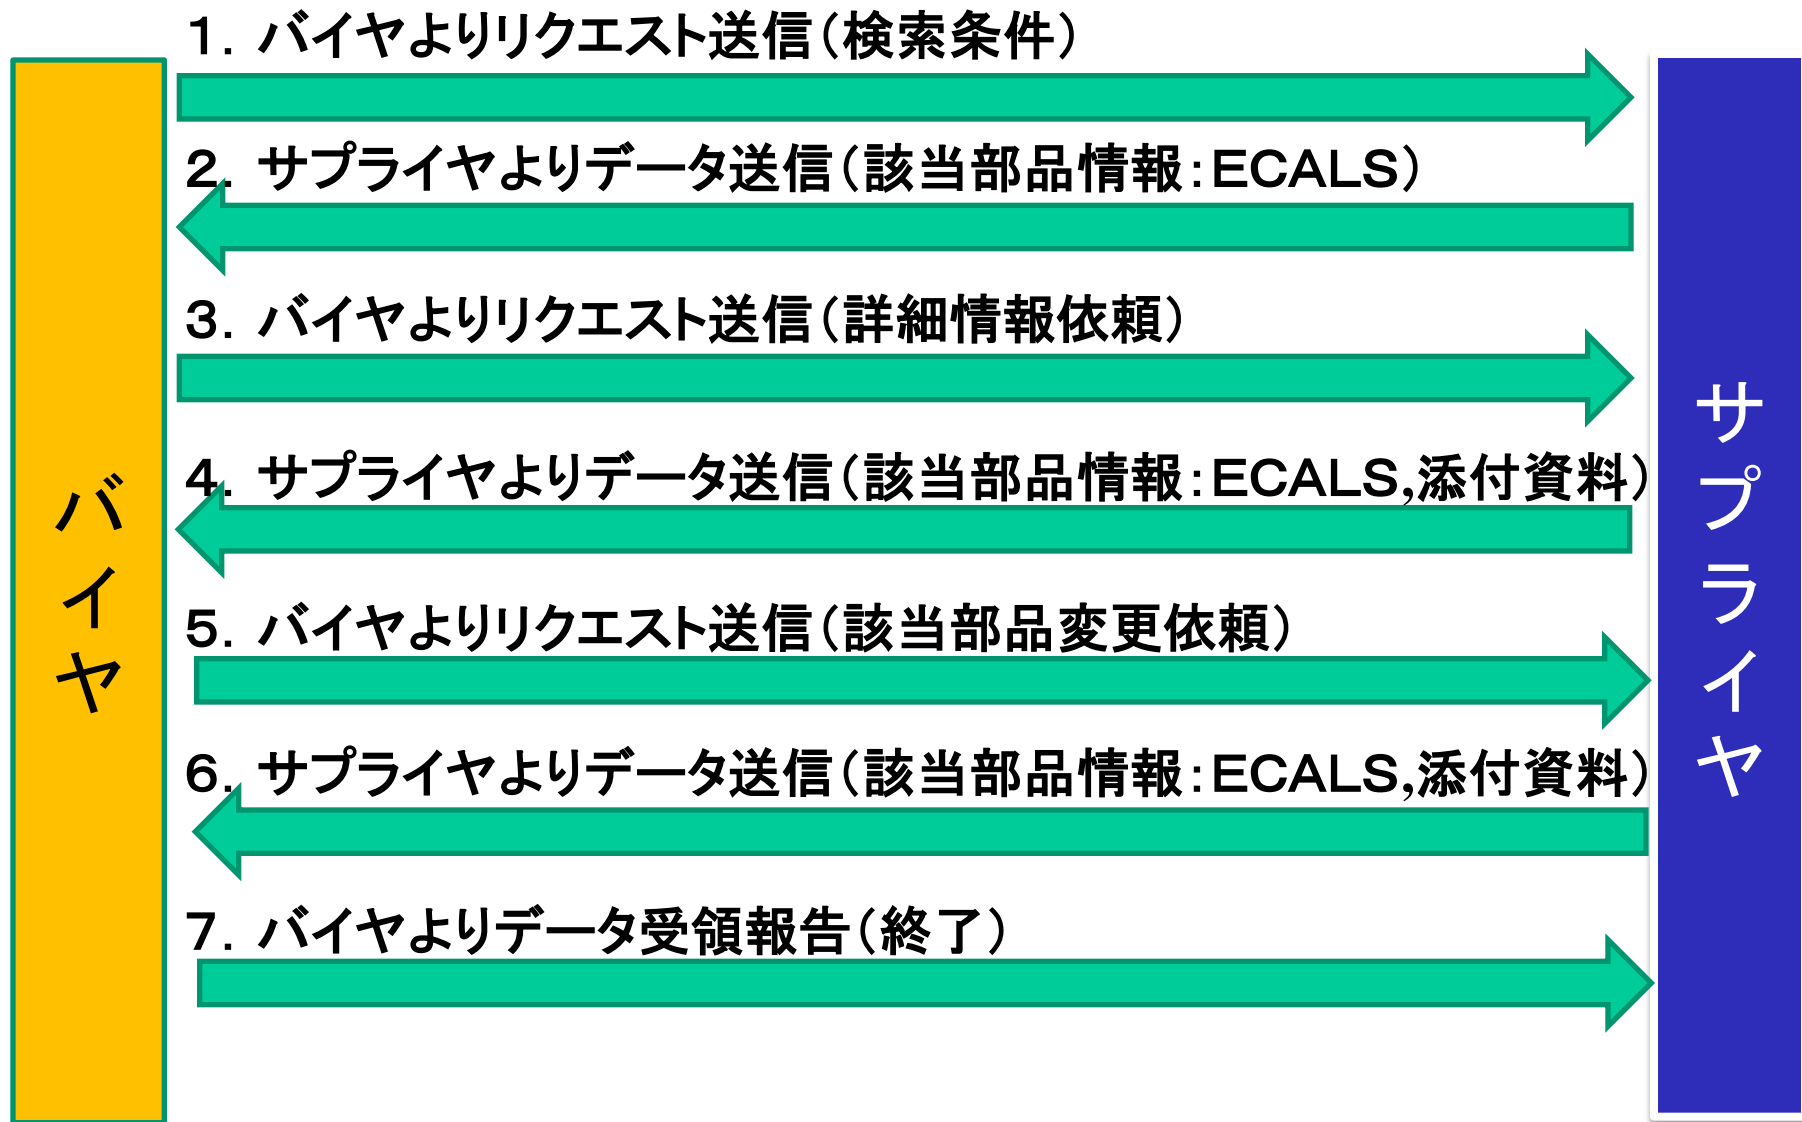 バイヤ
１．バイヤよりリクエスト送信（検索条件）
２．サプライヤよりデータ送信（該当部品情報：ＥＣＡＬＳ）
３．バイヤよりリクエスト送信（詳細情報依頼）
４．サプライヤよりデータ送信（該当部品情報：ＥＣＡＬＳ,添付資料）
５．バイヤよりリクエスト送信（該当部品変更依頼）
６．サプライヤよりデータ送信（該当部品情報：ＥＣＡＬＳ,添付資料）
７．バイヤよりデータ受領報告（終了）
サプライヤ